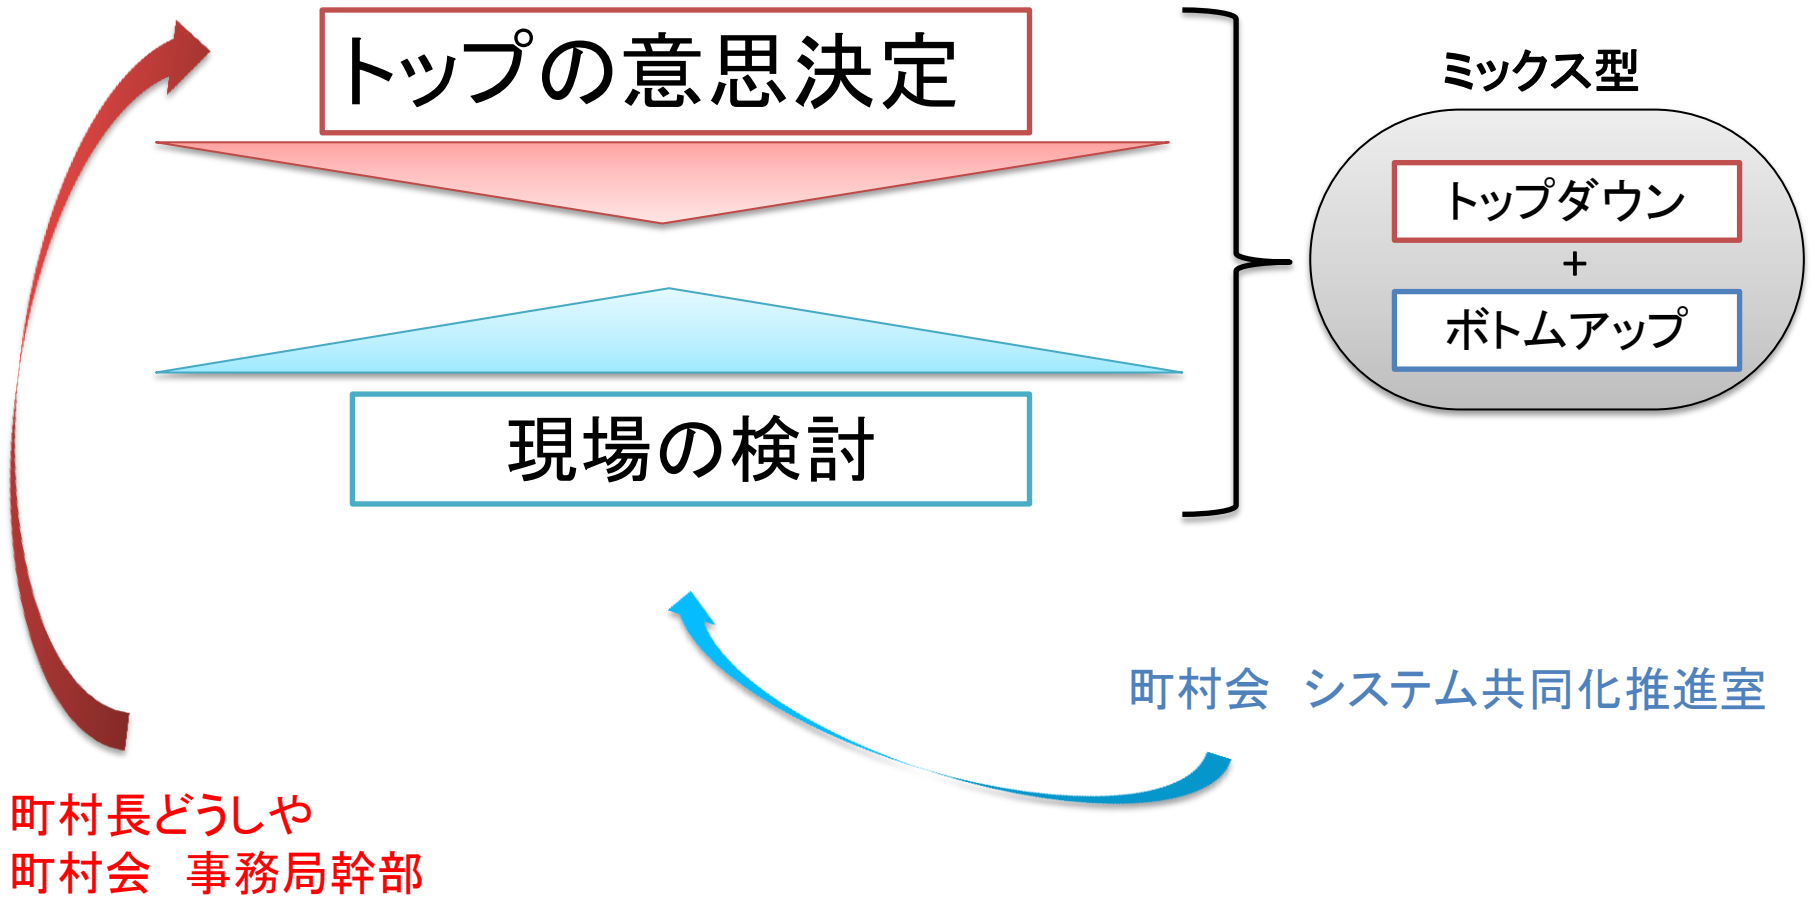 トップの意思決定
現場の検討
ミックス型
トップダウン
+
ボトムアップ
町村会　システム共同化推進室
町村長どうしや
町村会　事務局幹部